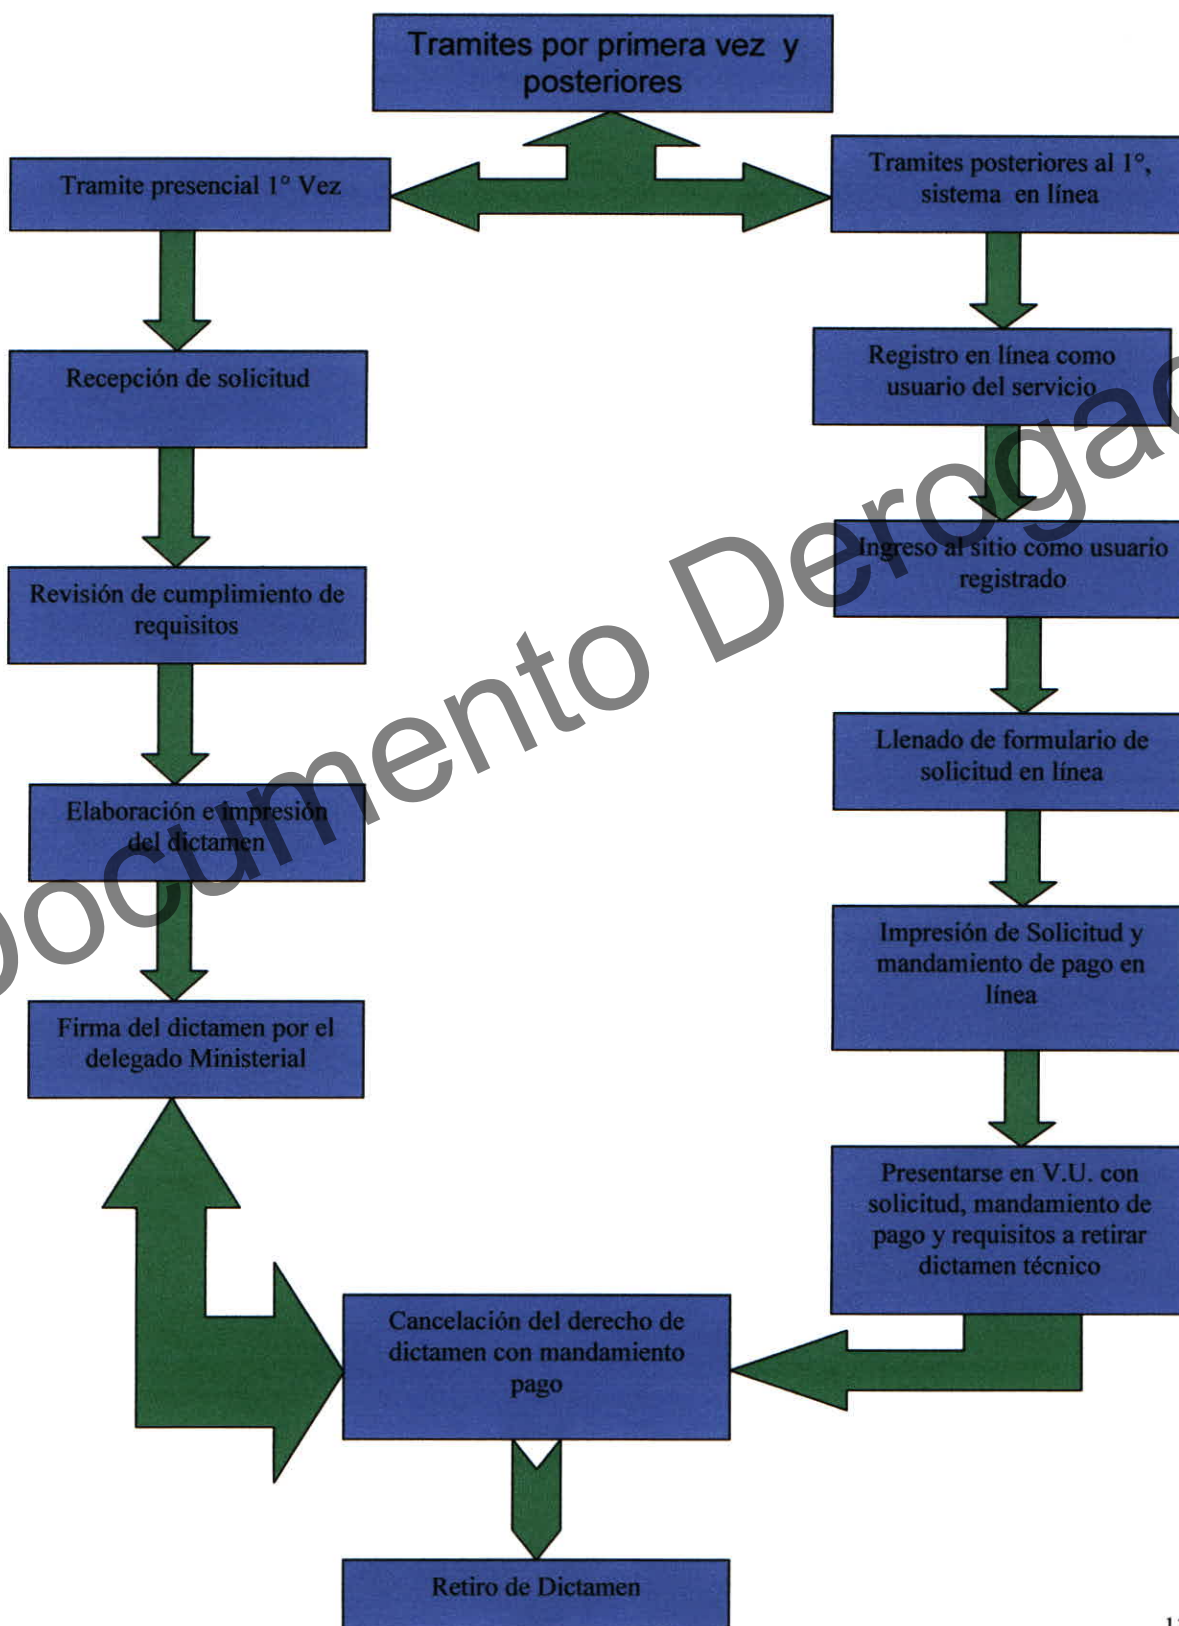 Tramites por primera vez y
posteriores
Tramite presencial 1° Vez
Recepción de solicitud
Revisión de cumplimiento de
requisitos
Elaboración e impresión
del dictamen
Firma del dictamen por el
delegado Ministerial
Tramites posteriores al 1°,
sistema en línea
Registro en línea como
usuario del servicio
Ingreso al sitio como usuario
registrado
Llenado de formulario de
solicitud en línea
Impresión de Solicitud y
mandamiento de pago en
línea
Presentarse en V.U. con
solicitud, mandamiento de
pago y requisitos a retirar
dictamen técnico
Cancelación del derecho de
dictamen con mandamiento
pago
Retiro de Dictamen
Documento Derogad